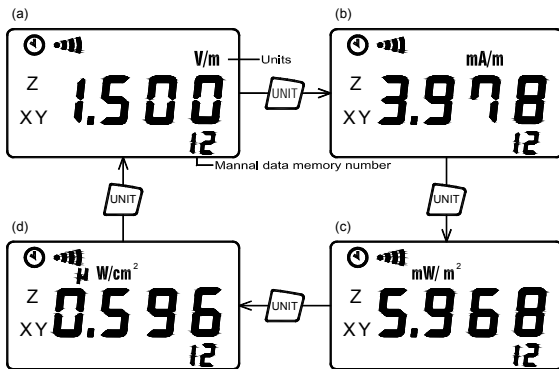 (a)
V/m
Units
Z
XY
1.500
12
Mannal data memory number
UNIT
(b)
mA/m
Z
XY
3.978
12
UNIT
(c)
mW/ m²
Z
XY
5.968
12
UNIT
(d)
µ W/cm²
Z
XY
0.596
12
UNIT